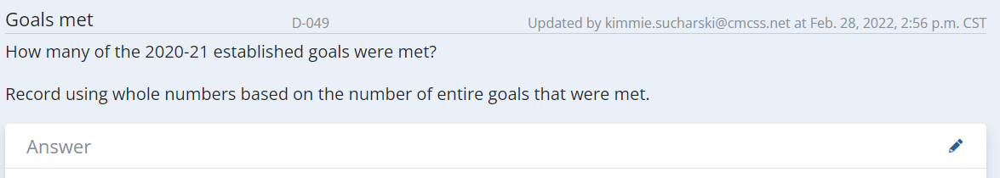 Goals met D-049 Updated by kimmie.sucharski@cmcss.net at Feb. 28, 2022, 2:56 p.m. CST
How many of the 2020-21 established goals were met?
Record using whole numbers based on the number of entire goals that were met.
Answer